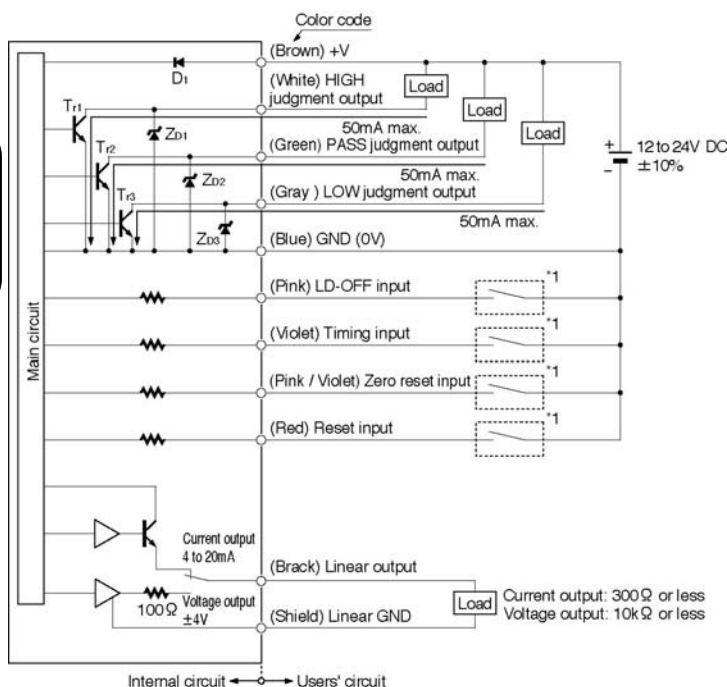 Color code
(Brown) +V
D1
(White) HIGH
judgment output
Load
Load
Load
Tr1
ZD1
50mA max.
(Green) PASS judgment output
Tr2
ZD2
50mA max.
(Gray ) LOW judgment output
Tr3
ZD3
50mA max.
12 to 24V DC
±10%
+
−
(Blue) GND (0V)
(Pink) LD-OFF input
*1
(Violet) Timing input
*1
(Pink / Violet) Zero reset input
*1
(Red) Reset input
*1
Main circuit
Current output
4 to 20mA
(Brack) Linear output
100Ω
Voltage output
±4V
(Shield) Linear GND
Load
Current output: 300Ω or less
Voltage output: 10kΩ or less
Internal circuit
Users' circuit